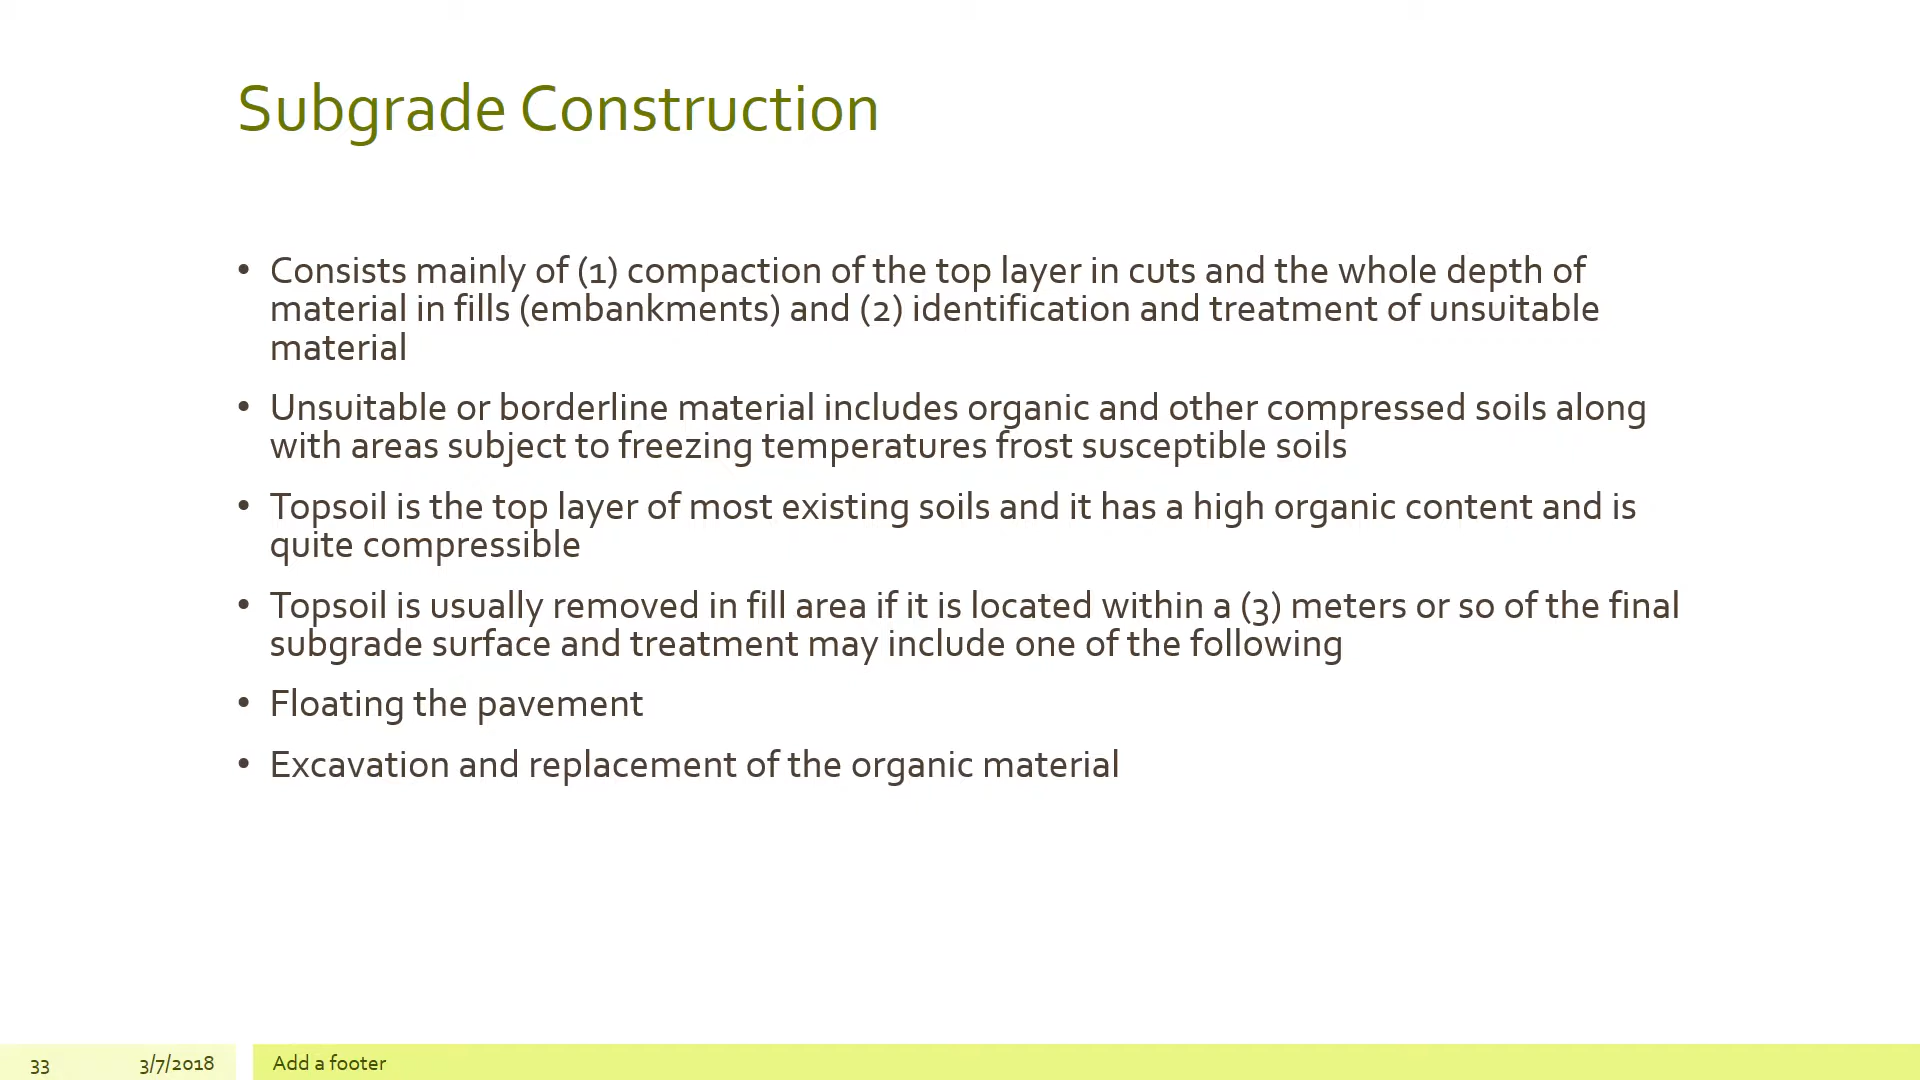 Subgrade Construction
• Consists mainly of (1) compaction of the top layer in cuts and the whole depth of
material in fills (embankments) and (2) identification and treatment of unsuitable
material
• Unsuitable or borderline material includes organic and other compressed soils along
with areas subject to freezing temperatures frost susceptible soils
• Topsoil is the top layer of most existing soils and it has a high organic content and is
quite compressible
• Topsoil is usually removed in fill area if it is located within a (3) meters or so of the final
subgrade surface and treatment may include one of the following
• Floating the pavement
• Excavation and replacement of the organic material
33 3/7/2018 Add a footer